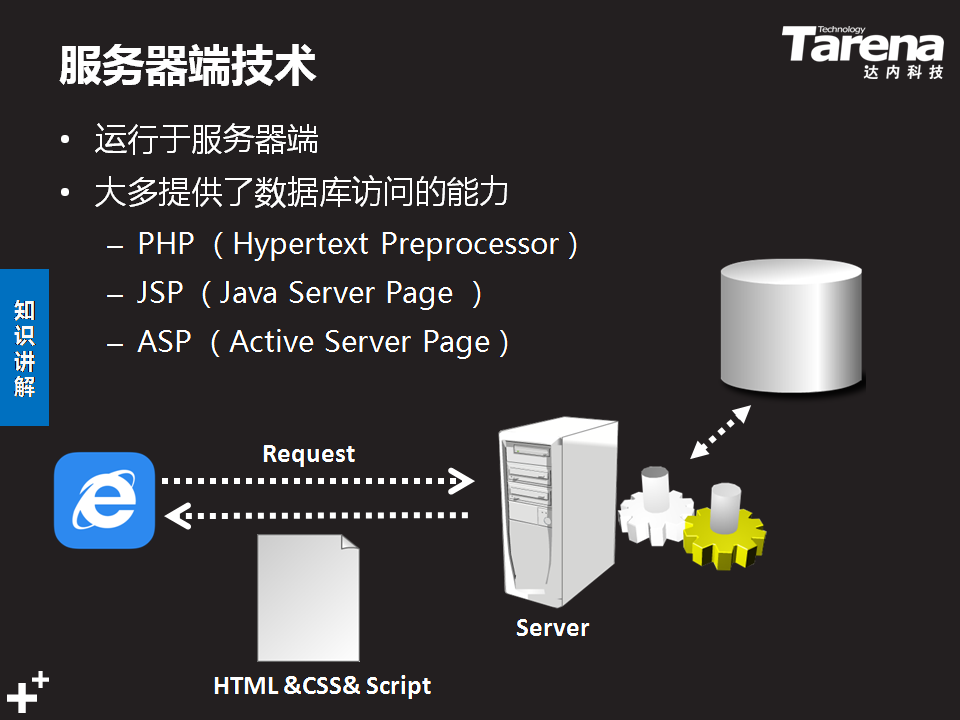 服务器端技术
Technology
Tarena
达内科技
• 运行于服务器端
• 大多提供了数据库访问的能力
– PHP （Hypertext Preprocessor）
– JSP （Java Server Page ）
– ASP （Active Server Page）
知识讲解
Request
Server
HTML &CSS& Script